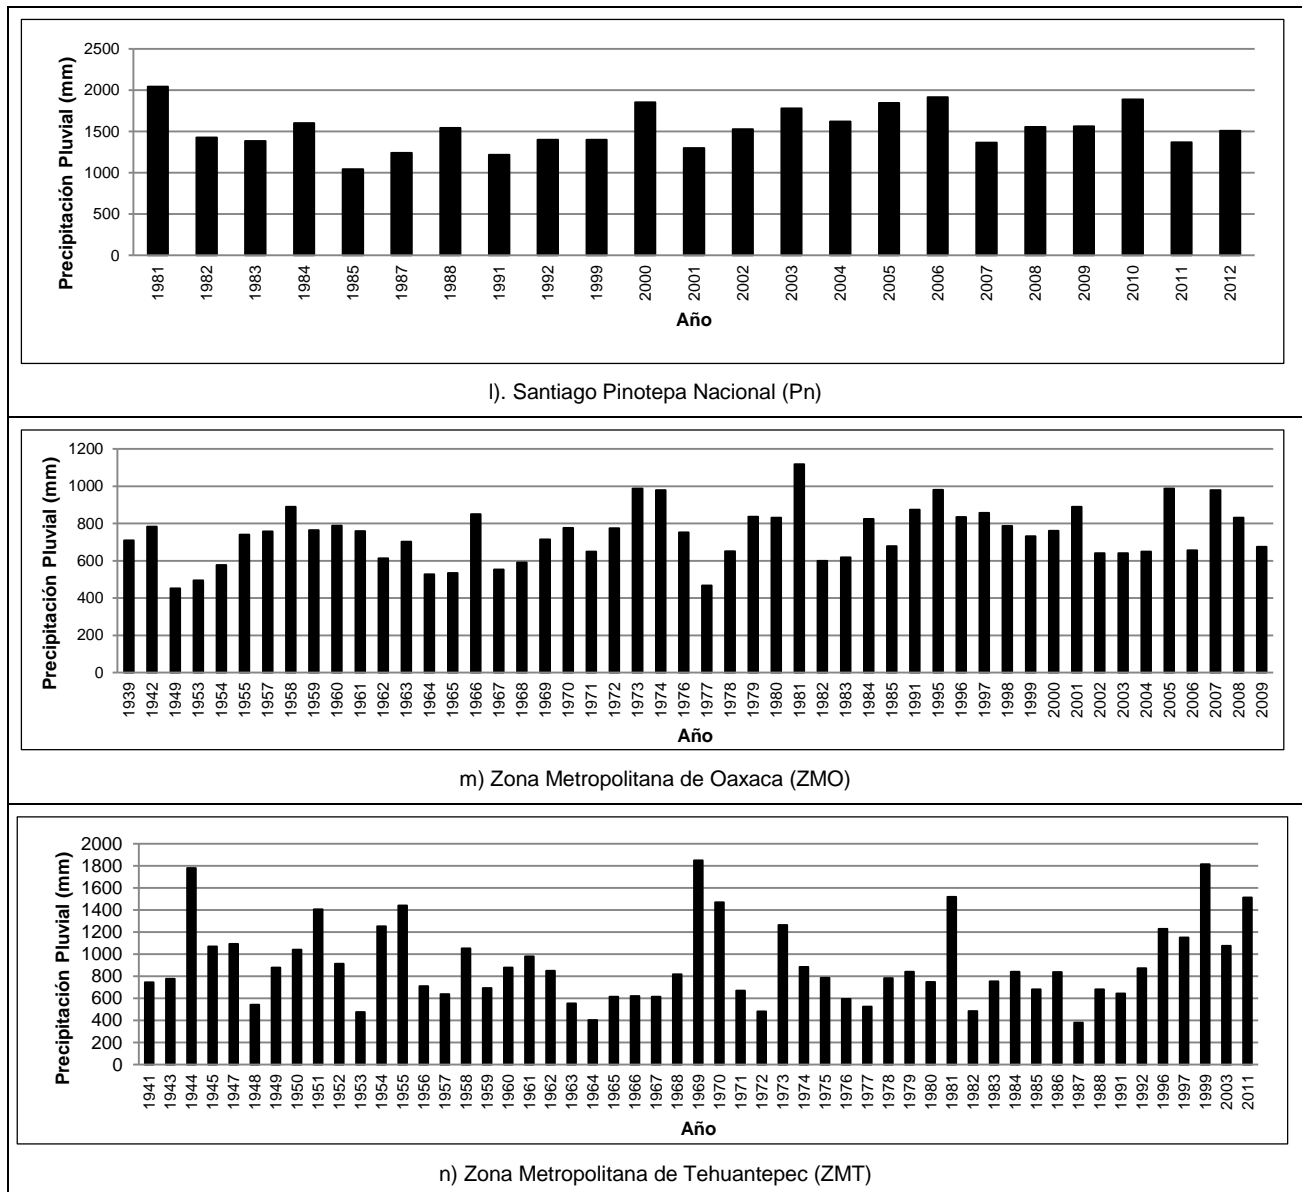 Precipitación Pluvial (mm)
2500
2000
1500
1000
500
0
1981 1982 1983 1984 1985 1987 1988 1991 1992 1999 2000 2001 2002 2003 2004 2005 2006 2007 2008 2009 2010 2011 2012
Año
l). Santiago Pinotepa Nacional (Pn)
Precipitación Pluvial (mm)
1200
1000
800
600
400
200
0
1939 1942 1949 1953 1954 1955 1957 1958 1959 1960 1961 1962 1963 1964 1965 1966 1967 1968 1969 1970 1971 1972 1973 1974 1976 1977 1978 1979 1980 1981 1982 1983 1984 1985 1991 1995 1996 1997 1998 1999 2000 2001 2002 2003 2004 2005 2006 2007 2008 2009
Año
m) Zona Metropolitana de Oaxaca (ZMO)
Precipitación Pluvial (mm)
2000
1800
1600
1400
1200
1000
800
600
400
200
0
1941 1943 1944 1945 1947 1948 1949 1950 1951 1952 1953 1954 1955 1956 1957 1958 1959 1960 1961 1962 1963 1964 1965 1966 1967 1968 1969 1970 1971 1972 1973 1974 1975 1976 1977 1978 1979 1980 1981 1982 1983 1984 1985 1986 1987 1988 1991 1992 1996 1997 1999 2003 2011
Año
n) Zona Metropolitana de Tehuantepec (ZMT)